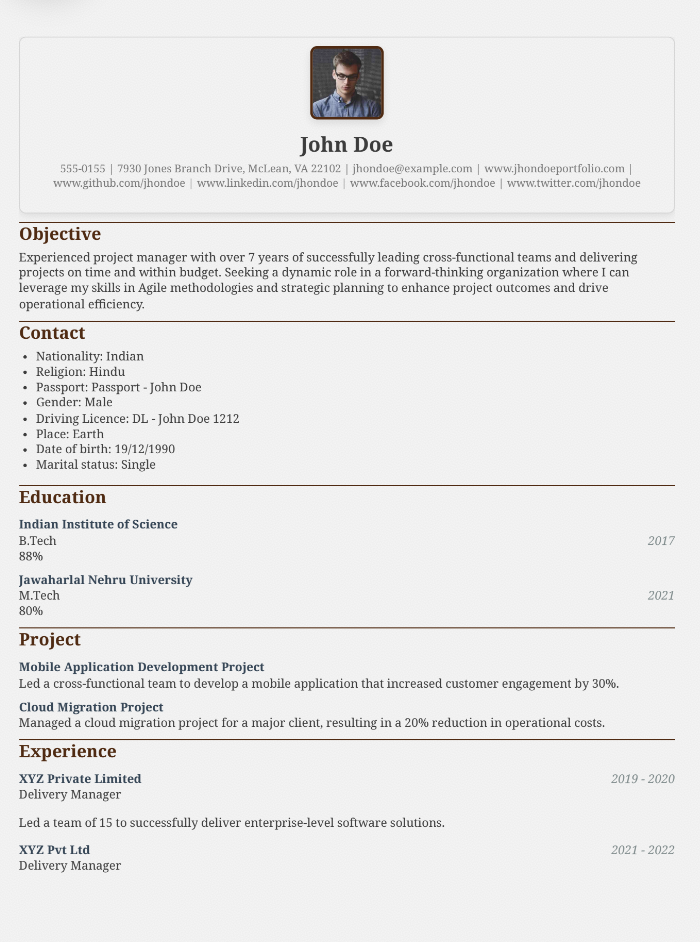 John Doe
555-0155 | 7930 Jones Branch Drive, McLean, VA 22102 | jhondoe@example.com | www.jhondoeportfolio.com |
www.github.com/jhondoe | www.linkedin.com/jhondoe | www.facebook.com/jhondoe | www.twitter.com/jhondoe
Objective
Experienced project manager with over 7 years of successfully leading cross-functional teams and delivering
projects on time and within budget. Seeking a dynamic role in a forward-thinking organization where I can
leverage my skills in Agile methodologies and strategic planning to enhance project outcomes and drive
operational efficiency.
Contact
• Nationality: Indian
• Religion: Hindu
• Passport: Passport - John Doe
• Gender: Male
• Driving Licence: DL - John Doe 1212
• Place: Earth
• Date of birth: 19/12/1990
• Marital status: Single
Education
Indian Institute of Science
B.Tech 2017
88%
Jawaharlal Nehru University
M.Tech 2021
80%
Project
Mobile Application Development Project
Led a cross-functional team to develop a mobile application that increased customer engagement by 30%.
Cloud Migration Project
Managed a cloud migration project for a major client, resulting in a 20% reduction in operational costs.
Experience
XYZ Private Limited 2019 - 2020
Delivery Manager
Led a team of 15 to successfully deliver enterprise-level software solutions.
XYZ Pvt Ltd 2021 - 2022
Delivery Manager